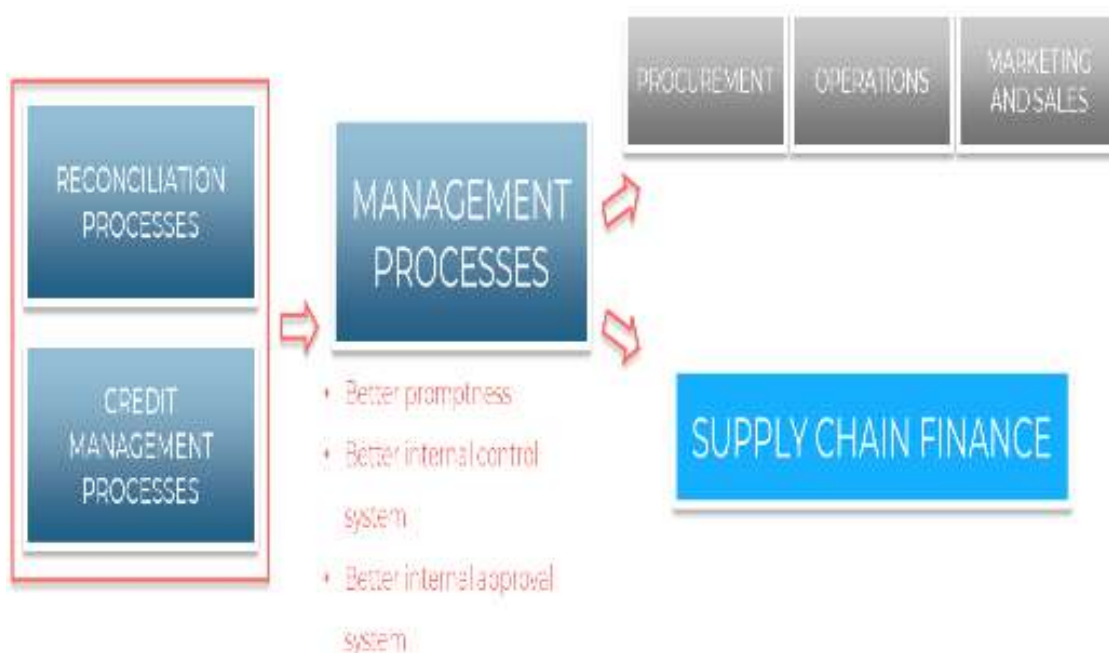 PROCUREMENT
OPERATIONS
MARKETING
AND SALES
RECONCILIATION
PROCESSES
MANAGEMENT
PROCESSES
CREDIT
MANAGEMENT
PROCESSES
• Better promptness
• Better internal control
system
• Better internal approval
system
SUPPLY CHAIN FINANCE